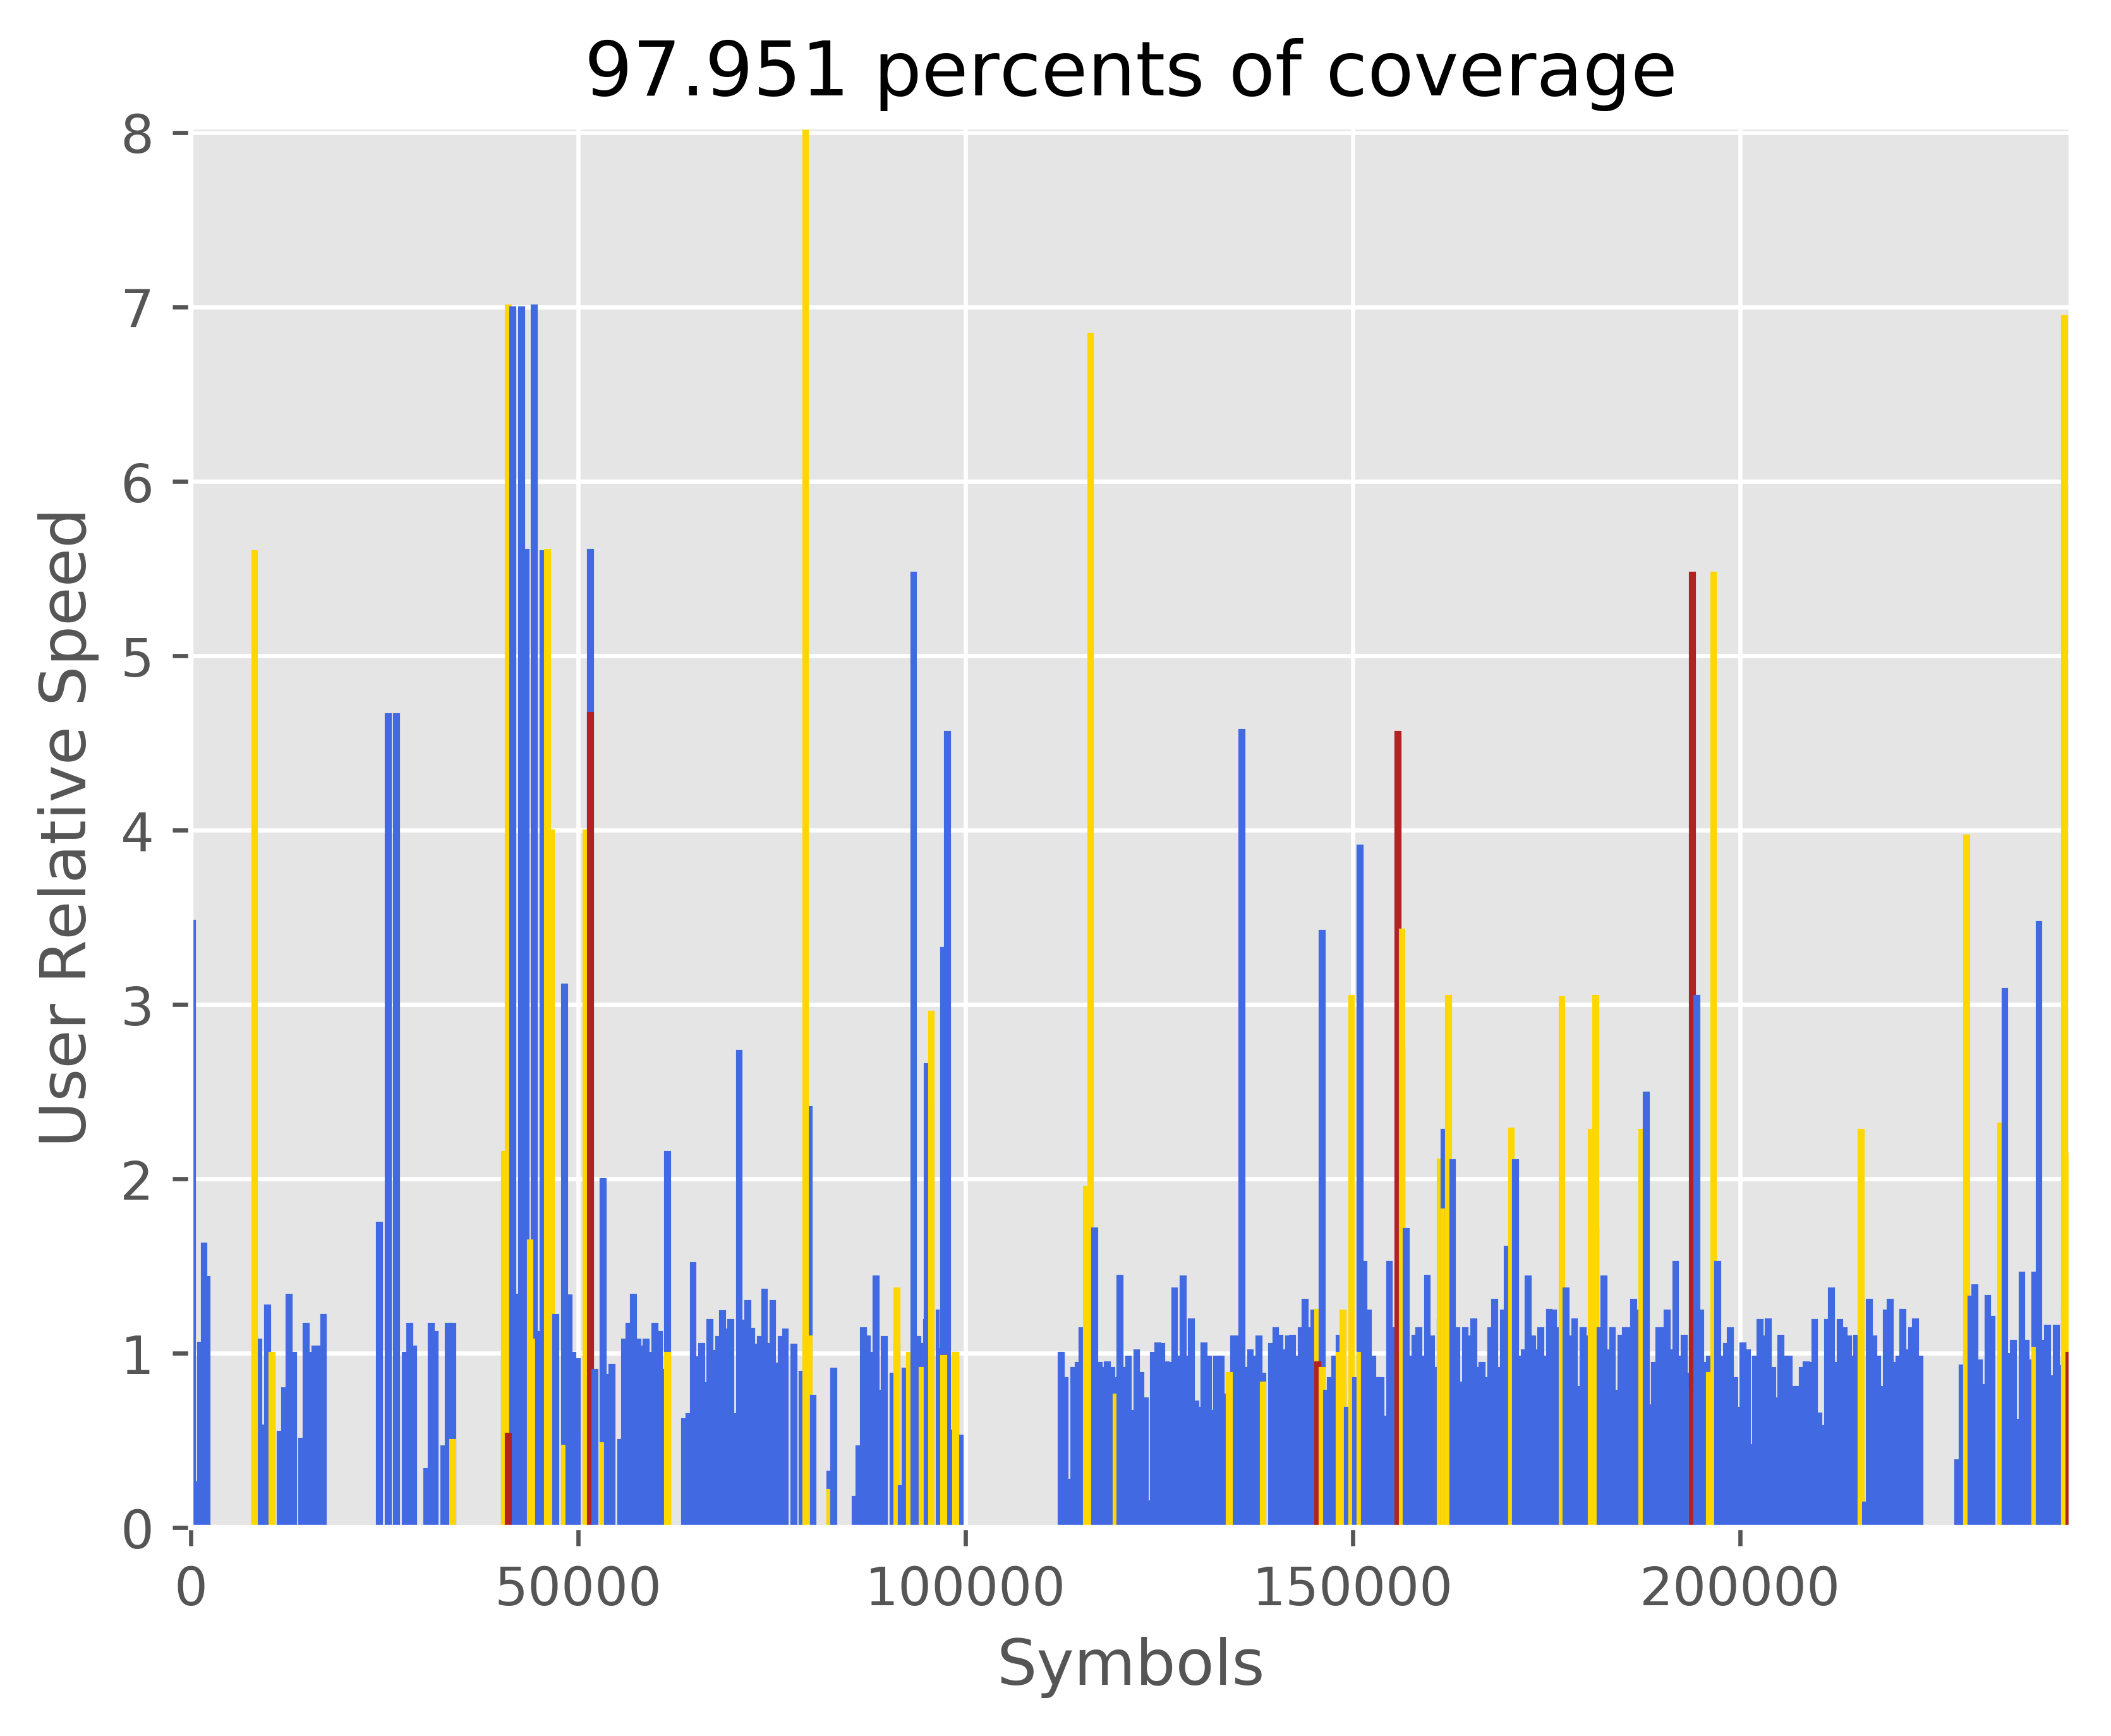 97.951 percents of coverage
8
7
6
5
4
3
2
1
0
User Relative Speed
0 50000 100000 150000 200000
Symbols